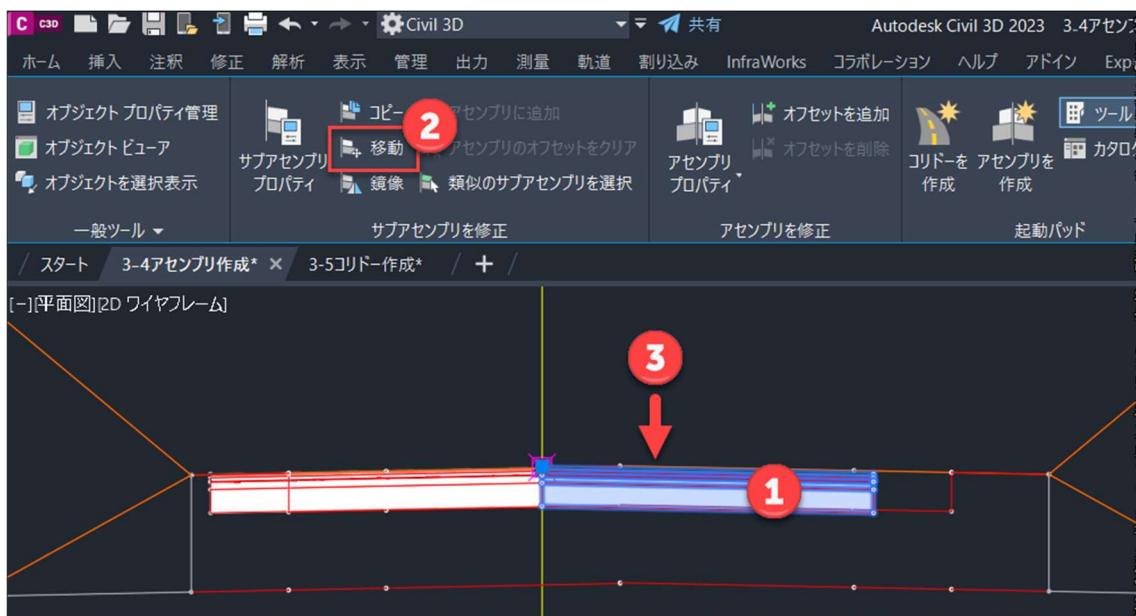 C C3D Civil 3D 共有 Autodesk Civil 3D 2023 3-4アセンブ
ホーム 挿入 注釈 修正 解析 表示 管理 出力 測量 軌道 割り込み InfraWorks コラボレーション ヘルプ アドイン Exp
オブジェクト プロパティ管理
オブジェクト ビューア
オブジェクトを選択表示
一般ツール
サブアセンブリ
プロパティ
コピー
移動
鏡像
2
アセンブリに追加
アセンブリのオフセットをクリア
類似のサブアセンブリを選択
サブアセンブリを修正
アセンブリ
プロパティ
オフセットを追加
オフセットを削除
アセンブリを修正
コリドーを
作成
アセンブリを
作成
ツール
カタログ
起動パッド
スタート 3-4アセンブリ作成* × 3-5コリドー作成* +
[-][平面図][2D ワイヤフレーム]
3
1